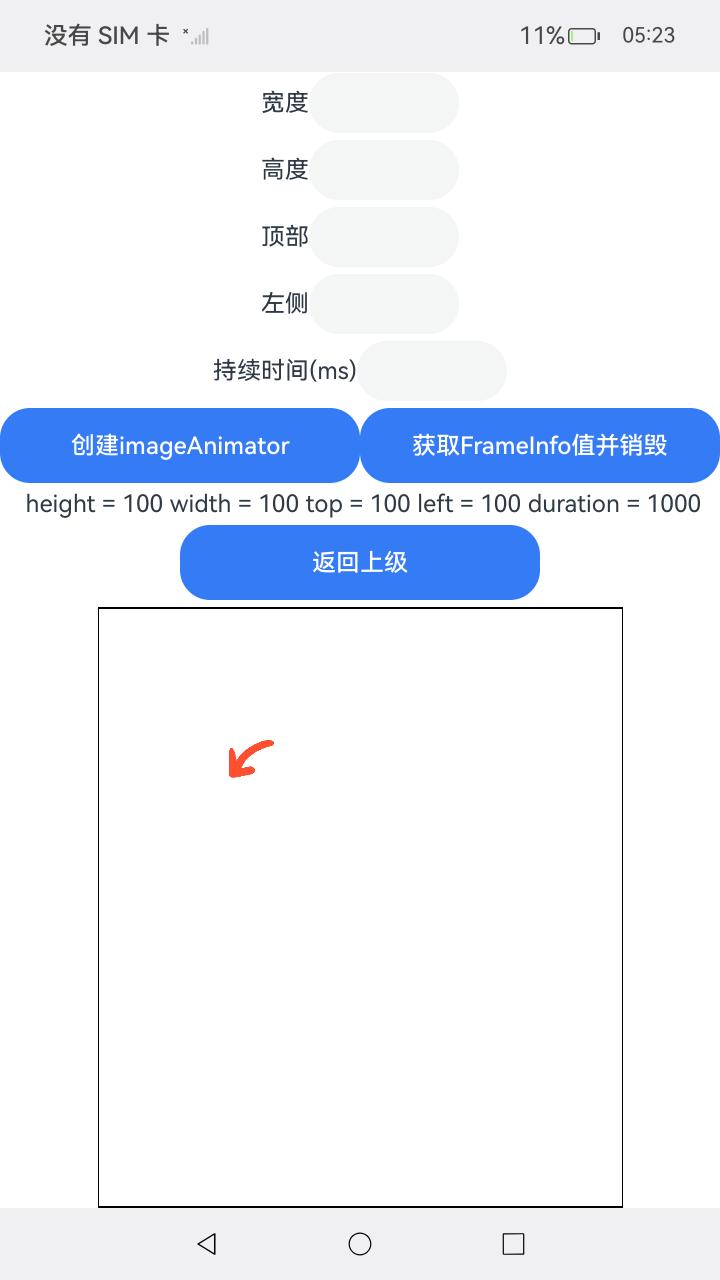 没有 SIM 卡 11% 05:23
宽度
高度
顶部
左侧
持续时间(ms)
创建imageAnimator 获取FrameInfo值并销毁
height = 100 width = 100 top = 100 left = 100 duration = 1000
返回上级